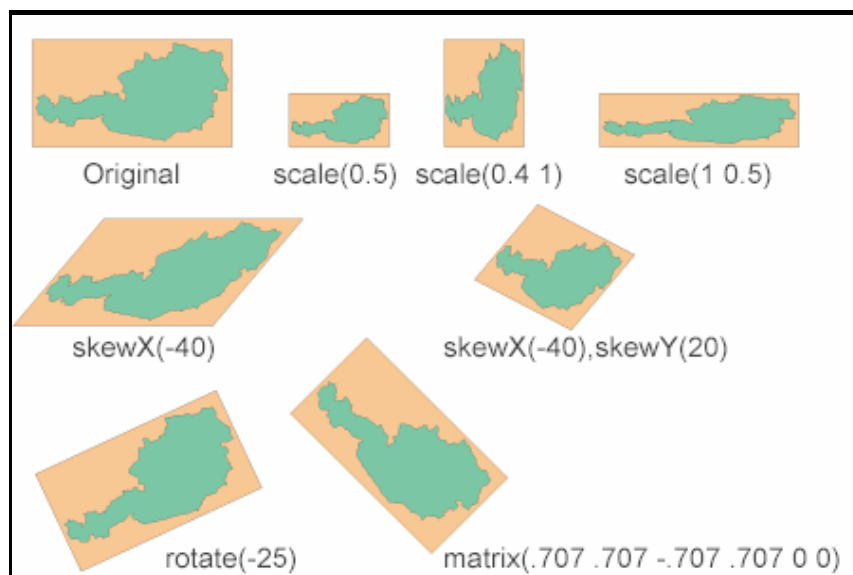 Original
scale(0.5)
scale(0.4 1)
scale(1 0.5)
skewX(-40)
skewX(-40),skewY(20)
rotate(-25)
matrix(.707 .707 -.707 .707 0 0)